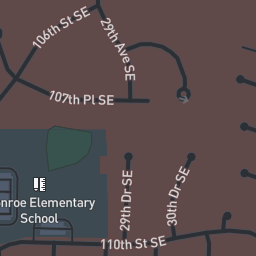 106th St SE
29th Ave SE
107th Pl SE
nroe Elementary
School
29th Dr SE
30th Dr SE
110th St SE